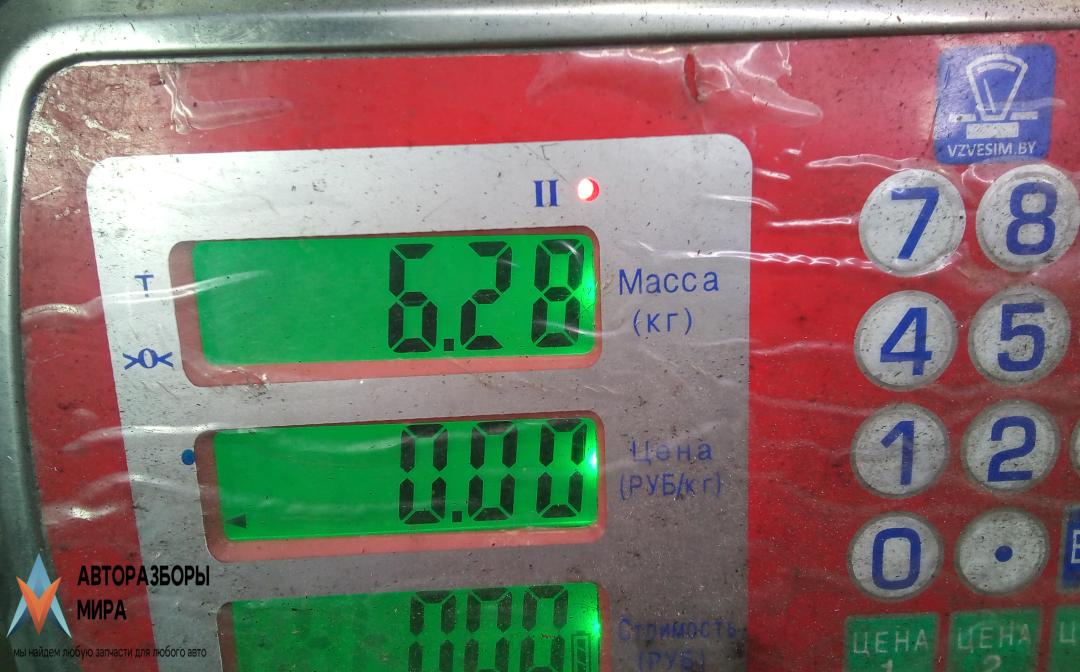 VZVESIM.BY
II
7 8
6.28
Масса
(кг)
Т
>0<
4 5
0.00
Цена
(РУБ/кг)
1 2
0 .
АВТОРАЗБОРЫ
МИРА
мы найдем любую запчасти для любого авто
Стоимость
(РУБ)
ЦЕНА ЦЕНА
1